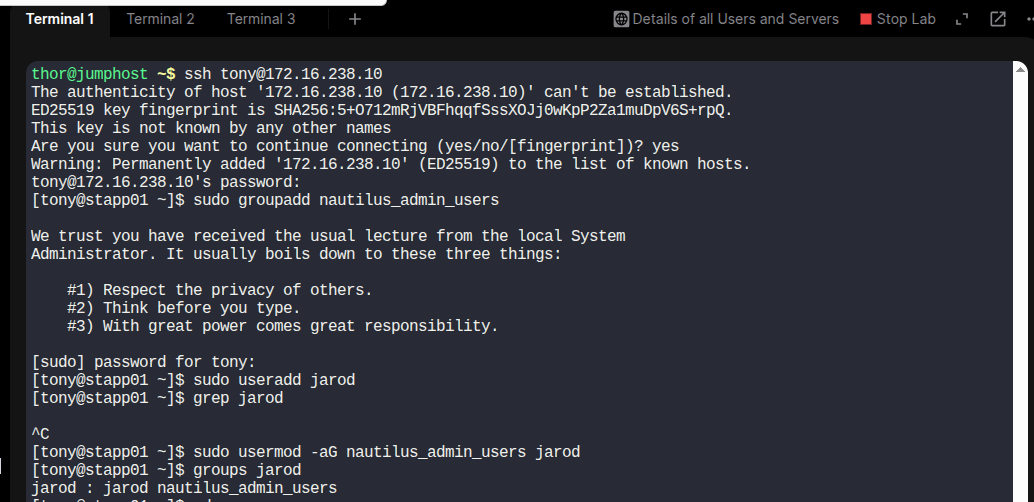 Terminal 1 Terminal 2 Terminal 3 + Details of all Users and Servers Stop Lab
thor@jumphost ~$ ssh tony@172.16.238.10
The authenticity of host '172.16.238.10 (172.16.238.10)' can't be established.
ED25519 key fingerprint is SHA256:5+O712mRjVBFhqqfSssXOJj0wKpP2Za1muDpV6S+rpQ.
This key is not known by any other names
Are you sure you want to continue connecting (yes/no/[fingerprint])? yes
Warning: Permanently added '172.16.238.10' (ED25519) to the list of known hosts.
tony@172.16.238.10's password:
[tony@stapp01 ~]$ sudo groupadd nautilus_admin_users
We trust you have received the usual lecture from the local System
Administrator. It usually boils down to these three things:
#1) Respect the privacy of others.
#2) Think before you type.
#3) With great power comes great responsibility.
[sudo] password for tony:
[tony@stapp01 ~]$ sudo useradd jarod
[tony@stapp01 ~]$ grep jarod
^C
[tony@stapp01 ~]$ sudo usermod -aG nautilus_admin_users jarod
[tony@stapp01 ~]$ groups jarod
jarod : jarod nautilus_admin_users